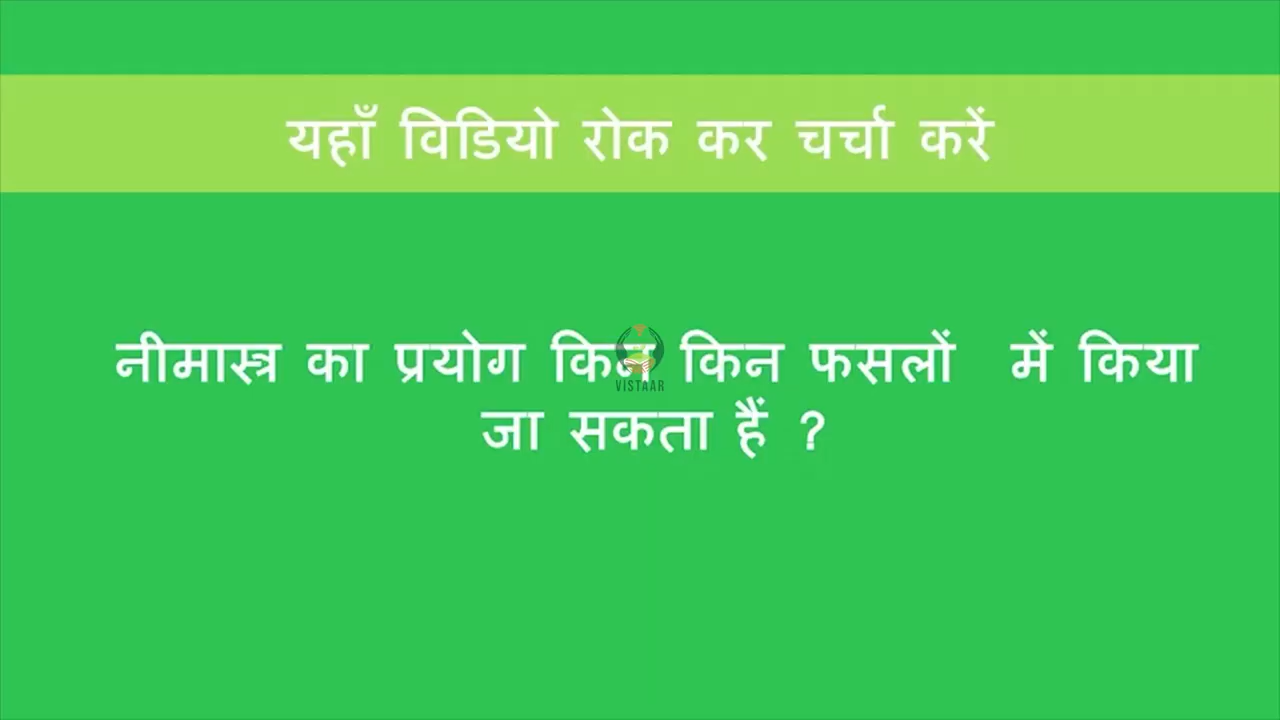 यहाँ विडियो रोक कर चर्चा करें
नीमास्त्र का प्रयोग किन किन फसलों में किया
जा सकता हैं ?
VISTAAR